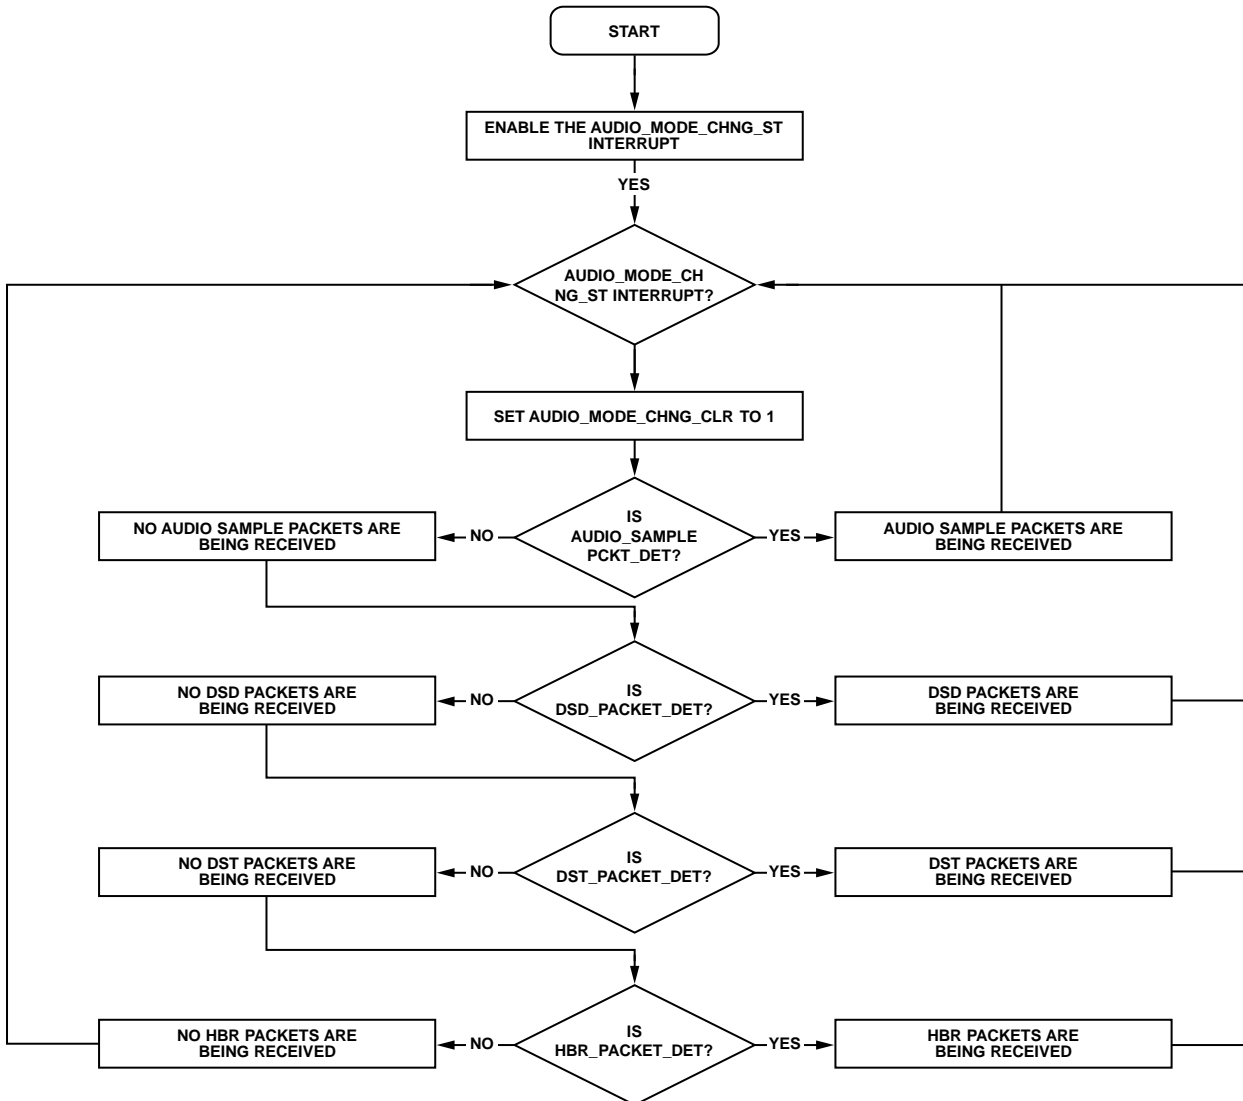 START
ENABLE THE AUDIO_MODE_CHNG_ST
INTERRUPT
YES
AUDIO_MODE_CH
NG_ST INTERRUPT?
SET AUDIO_MODE_CHNG_CLR TO 1
NO AUDIO SAMPLE PACKETS ARE
BEING RECEIVED
NO
IS
AUDIO_SAMPLE
PCKT_DET?
YES
AUDIO SAMPLE PACKETS ARE
BEING RECEIVED
NO DSD PACKETS ARE
BEING RECEIVED
NO
IS
DSD_PACKET_DET?
YES
DSD PACKETS ARE
BEING RECEIVED
NO DST PACKETS ARE
BEING RECEIVED
NO
IS
DST_PACKET_DET?
YES
DST PACKETS ARE
BEING RECEIVED
NO HBR PACKETS ARE
BEING RECEIVED
NO
IS
HBR_PACKET_DET?
YES
HBR PACKETS ARE
BEING RECEIVED